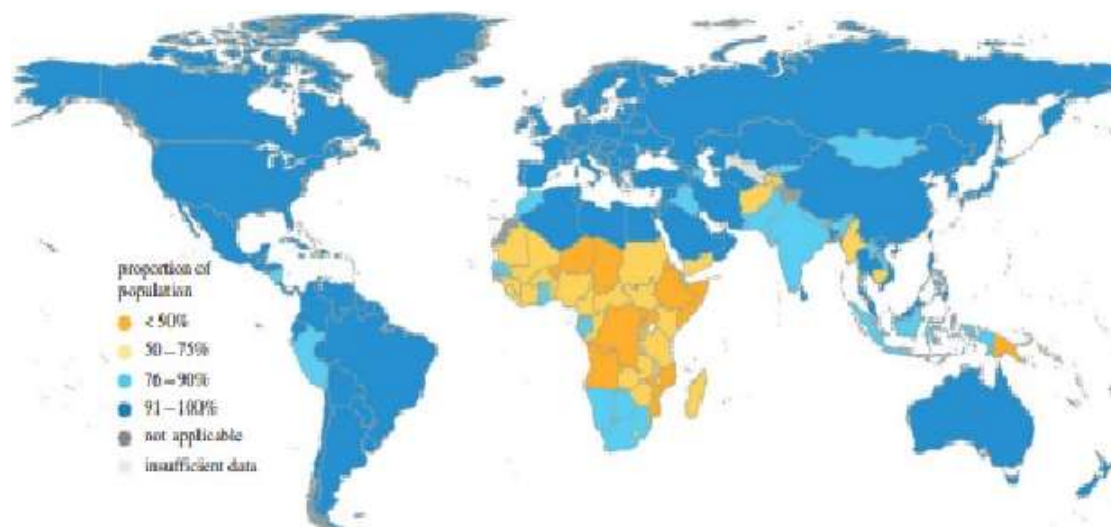 proportion of
population
< 50%
50–75%
76–90%
91–100%
not applicable
insufficient data